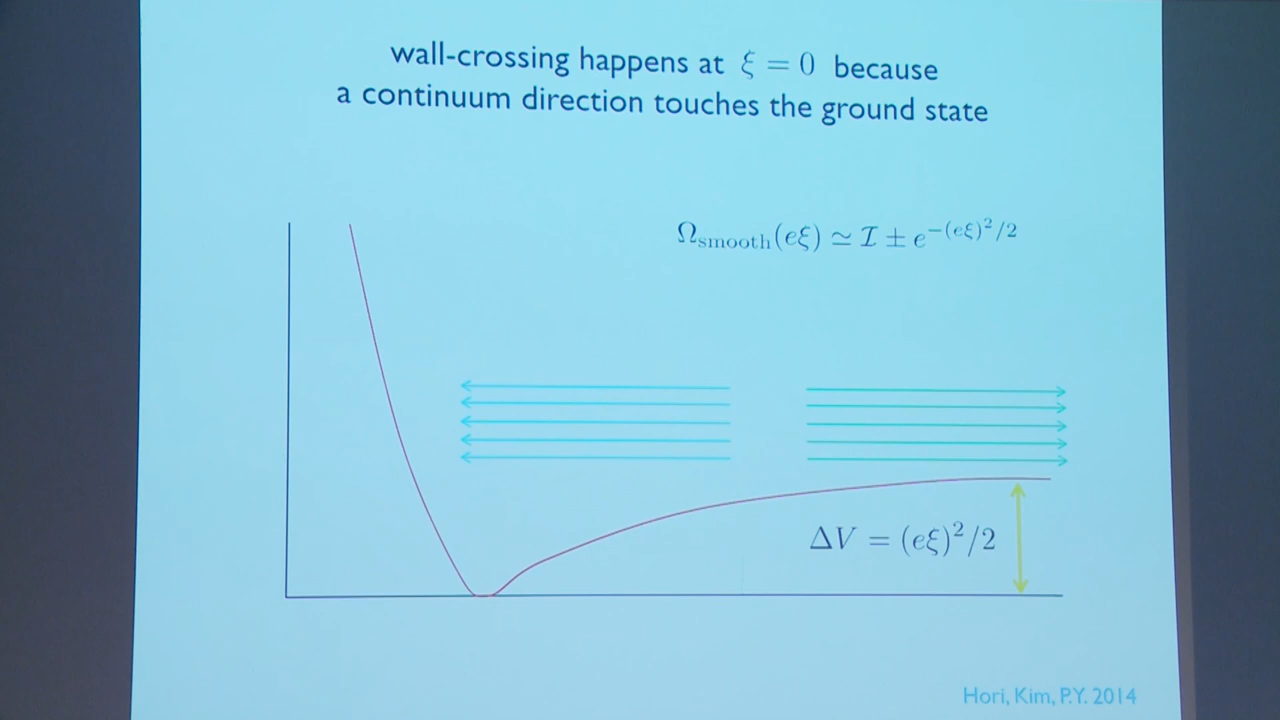 wall-crossing happens at ξ = 0 because
a continuum direction touches the ground state
Ω_smooth(eξ) ≃ 𝓘 ± e^{−(eξ)²/2}
ΔV = (eξ)²/2
Hori, Kim, P.Y. 2014